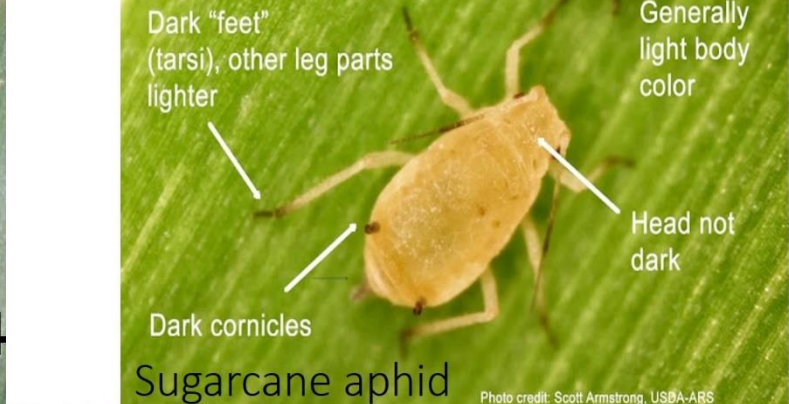 Dark “feet”
(tarsi), other leg parts
lighter
Generally
light body
color
Head not
dark
Dark cornicles
Sugarcane aphid
Photo credit: Scott Armstrong, USDA-ARS